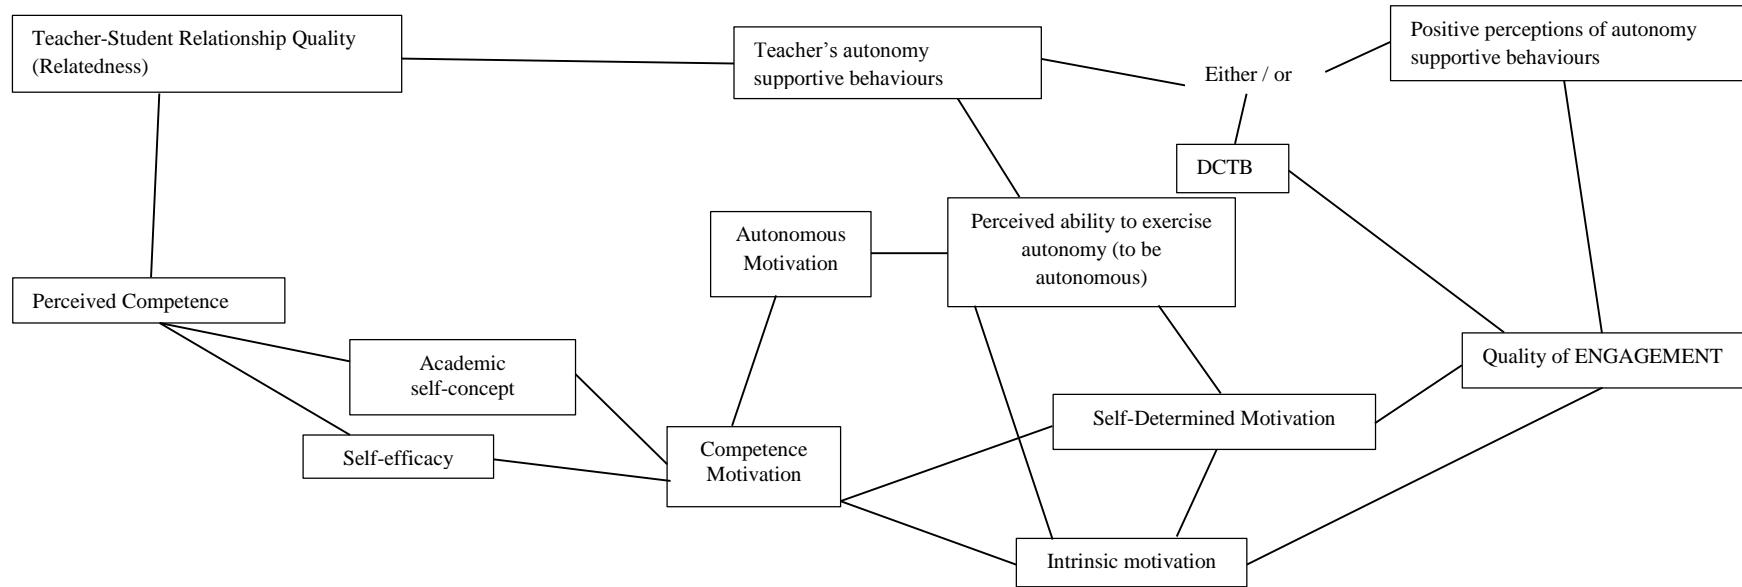 Teacher-Student Relationship Quality
(Relatedness)
Teacher’s autonomy
supportive behaviours
Either / or
Positive perceptions of autonomy
supportive behaviours
DCTB
Perceived ability to exercise
autonomy (to be
autonomous)
Autonomous
Motivation
Perceived Competence
Quality of ENGAGEMENT
Academic
self-concept
Self-Determined Motivation
Self-efficacy
Competence
Motivation
Intrinsic motivation